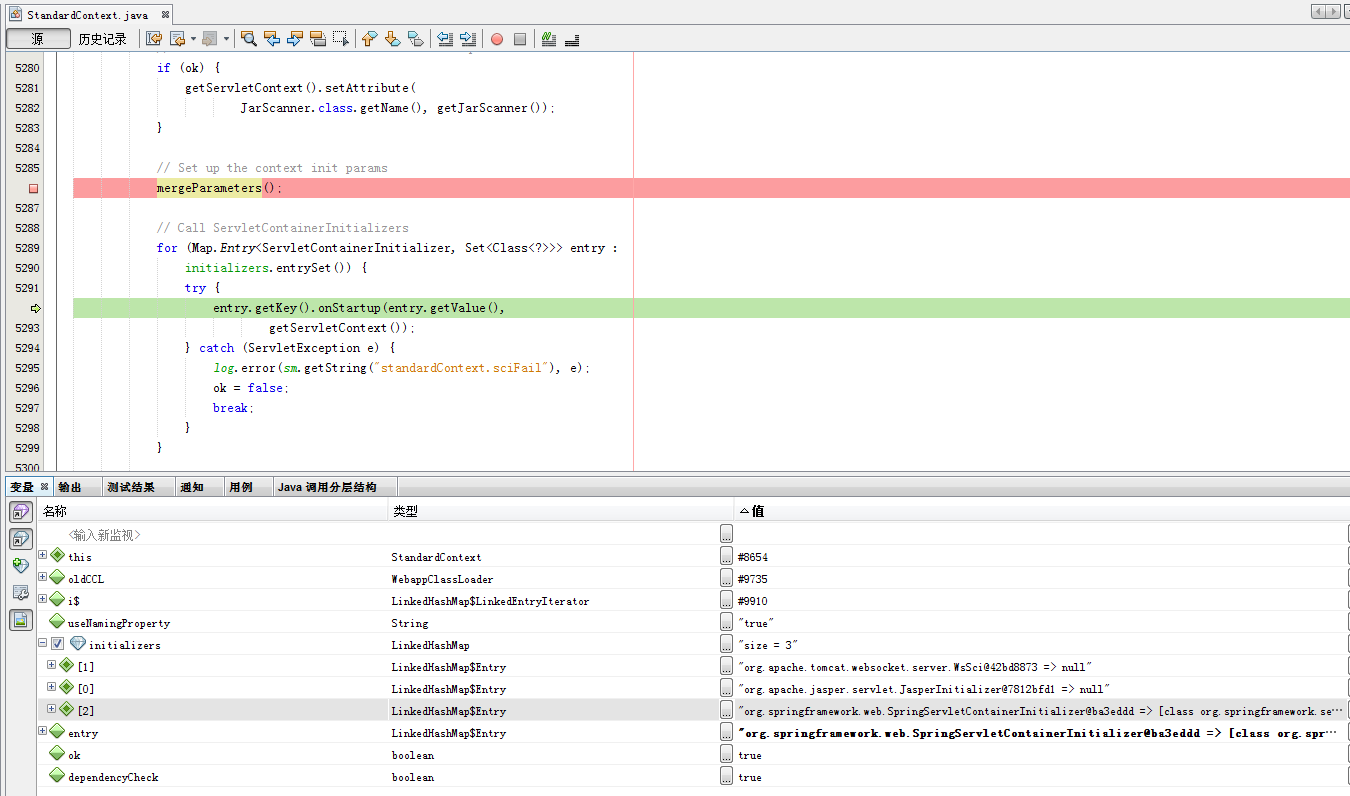 StandardContext.java
源 历史记录
5280 if (ok) {
5281 getServletContext().setAttribute(
5282 JarScanner.class.getName(), getJarScanner());
5283 }
5284
5285 // Set up the context init params
mergeParameters();
5287
5288 // Call ServletContainerInitializers
5289 for (Map.Entry<ServletContainerInitializer, Set<Class<?>>> entry :
5290 initializers.entrySet()) {
5291 try {
entry.getKey().onStartup(entry.getValue(),
5293 getServletContext());
5294 } catch (ServletException e) {
5295 log.error(sm.getString("standardContext.sciFail"), e);
5296 ok = false;
5297 break;
5298 }
5299 }
5300
变量 输出 测试结果 通知 用例 Java 调用分层结构
名称 类型 值
<输入新监视> ...
this StandardContext ... #8654
oldCCL WebappClassLoader ... #9735
i$ LinkedHashMap$LinkedEntryIterator ... #9910
useNamingProperty String ... "true"
initializers LinkedHashMap ... "size = 3"
[1] LinkedHashMap$Entry ... "org.apache.tomcat.websocket.server.WsSci@42bd8873 => null"
[0] LinkedHashMap$Entry ... "org.apache.jasper.servlet.JasperInitializer@7812bfd1 => null"
[2] LinkedHashMap$Entry ... "org.springframework.web.SpringServletContainerInitializer@ba3eddd => [class org.springframework.se...
entry LinkedHashMap$Entry ... "org.springframework.web.SpringServletContainerInitializer@ba3eddd => [class org.spr...
ok boolean ... true
dependencyCheck boolean ... true